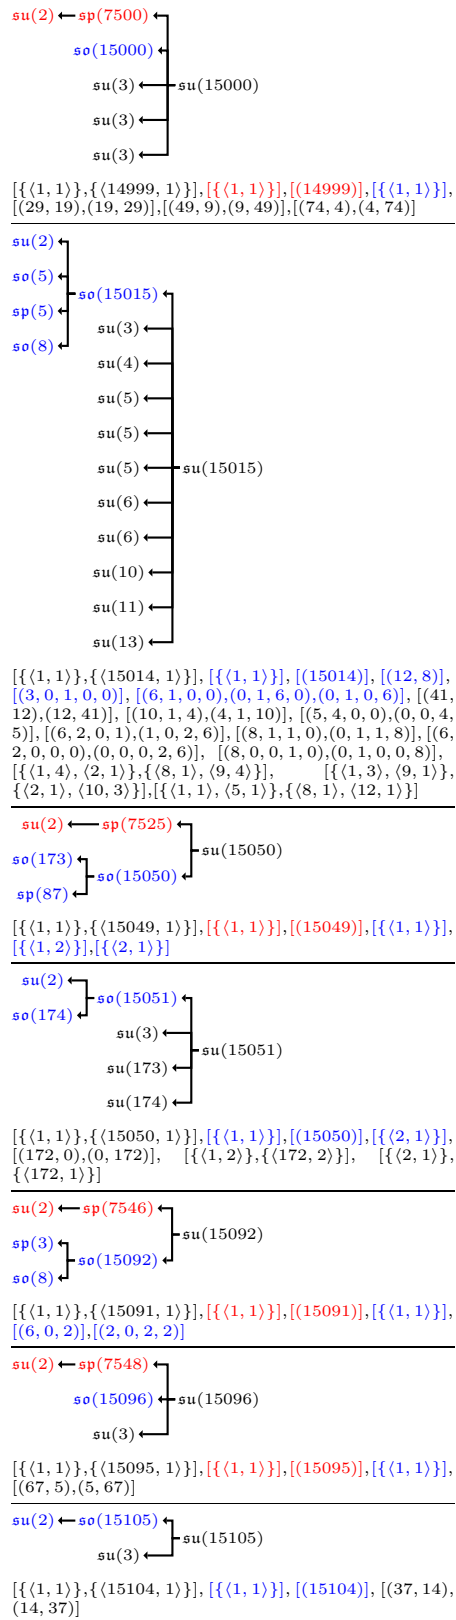 𝔰𝔲(2) 𝔰𝔭(7500)
𝔰𝔬(15000)
𝔰𝔲(3) 𝔰𝔲(15000)
𝔰𝔲(3)
𝔰𝔲(3)
[{⟨1, 1⟩},{⟨14999, 1⟩}],[{⟨1, 1⟩}],[(14999)],[{⟨1, 1⟩}],
[(29, 19),(19, 29)],[(49, 9),(9, 49)],[(74, 4),(4, 74)]
𝔰𝔲(2)
𝔰𝔬(5)
𝔰𝔬(15015)
𝔰𝔭(5)
𝔰𝔲(3)
𝔰𝔬(8)
𝔰𝔲(4)
𝔰𝔲(5)
𝔰𝔲(5)
𝔰𝔲(5) 𝔰𝔲(15015)
𝔰𝔲(6)
𝔰𝔲(6)
𝔰𝔲(10)
𝔰𝔲(11)
𝔰𝔲(13)
[{⟨1, 1⟩},{⟨15014, 1⟩}], [{⟨1, 1⟩}], [(15014)], [(12, 8)],
[(3, 0, 1, 0, 0)], [(6, 1, 0, 0),(0, 1, 6, 0),(0, 1, 0, 6)], [(41,
12),(12, 41)], [(10, 1, 4),(4, 1, 10)], [(5, 4, 0, 0),(0, 0, 4,
5)], [(6, 2, 0, 1),(1, 0, 2, 6)], [(8, 1, 1, 0),(0, 1, 1, 8)], [(6,
2, 0, 0, 0),(0, 0, 0, 2, 6)], [(8, 0, 0, 1, 0),(0, 1, 0, 0, 8)],
[{⟨1, 4⟩, ⟨2, 1⟩},{⟨8, 1⟩, ⟨9, 4⟩}], [{⟨1, 3⟩, ⟨9, 1⟩},
{⟨2, 1⟩, ⟨10, 3⟩}],[{⟨1, 1⟩, ⟨5, 1⟩},{⟨8, 1⟩, ⟨12, 1⟩}]
𝔰𝔲(2) 𝔰𝔭(7525)
𝔰𝔲(15050)
𝔰𝔬(173)
𝔰𝔬(15050)
𝔰𝔭(87)
[{⟨1, 1⟩},{⟨15049, 1⟩}],[{⟨1, 1⟩}],[(15049)],[{⟨1, 1⟩}],
[{⟨1, 2⟩}],[{⟨2, 1⟩}]
𝔰𝔲(2)
𝔰𝔬(15051)
𝔰𝔬(174)
𝔰𝔲(3)
𝔰𝔲(15051)
𝔰𝔲(173)
𝔰𝔲(174)
[{⟨1, 1⟩},{⟨15050, 1⟩}],[{⟨1, 1⟩}],[(15050)],[{⟨2, 1⟩}],
[(172, 0),(0, 172)], [{⟨1, 2⟩},{⟨172, 2⟩}], [{⟨2, 1⟩},
{⟨172, 1⟩}]
𝔰𝔲(2) 𝔰𝔭(7546)
𝔰𝔲(15092)
𝔰𝔭(3)
𝔰𝔬(15092)
𝔰𝔬(8)
[{⟨1, 1⟩},{⟨15091, 1⟩}],[{⟨1, 1⟩}],[(15091)],[{⟨1, 1⟩}],
[(6, 0, 2)],[(2, 0, 2, 2)]
𝔰𝔲(2) 𝔰𝔭(7548)
𝔰𝔬(15096) 𝔰𝔲(15096)
𝔰𝔲(3)
[{⟨1, 1⟩},{⟨15095, 1⟩}],[{⟨1, 1⟩}],[(15095)],[{⟨1, 1⟩}],
[(67, 5),(5, 67)]
𝔰𝔲(2) 𝔰𝔬(15105)
𝔰𝔲(15105)
𝔰𝔲(3)
[{⟨1, 1⟩},{⟨15104, 1⟩}], [{⟨1, 1⟩}], [(15104)], [(37, 14),
(14, 37)]